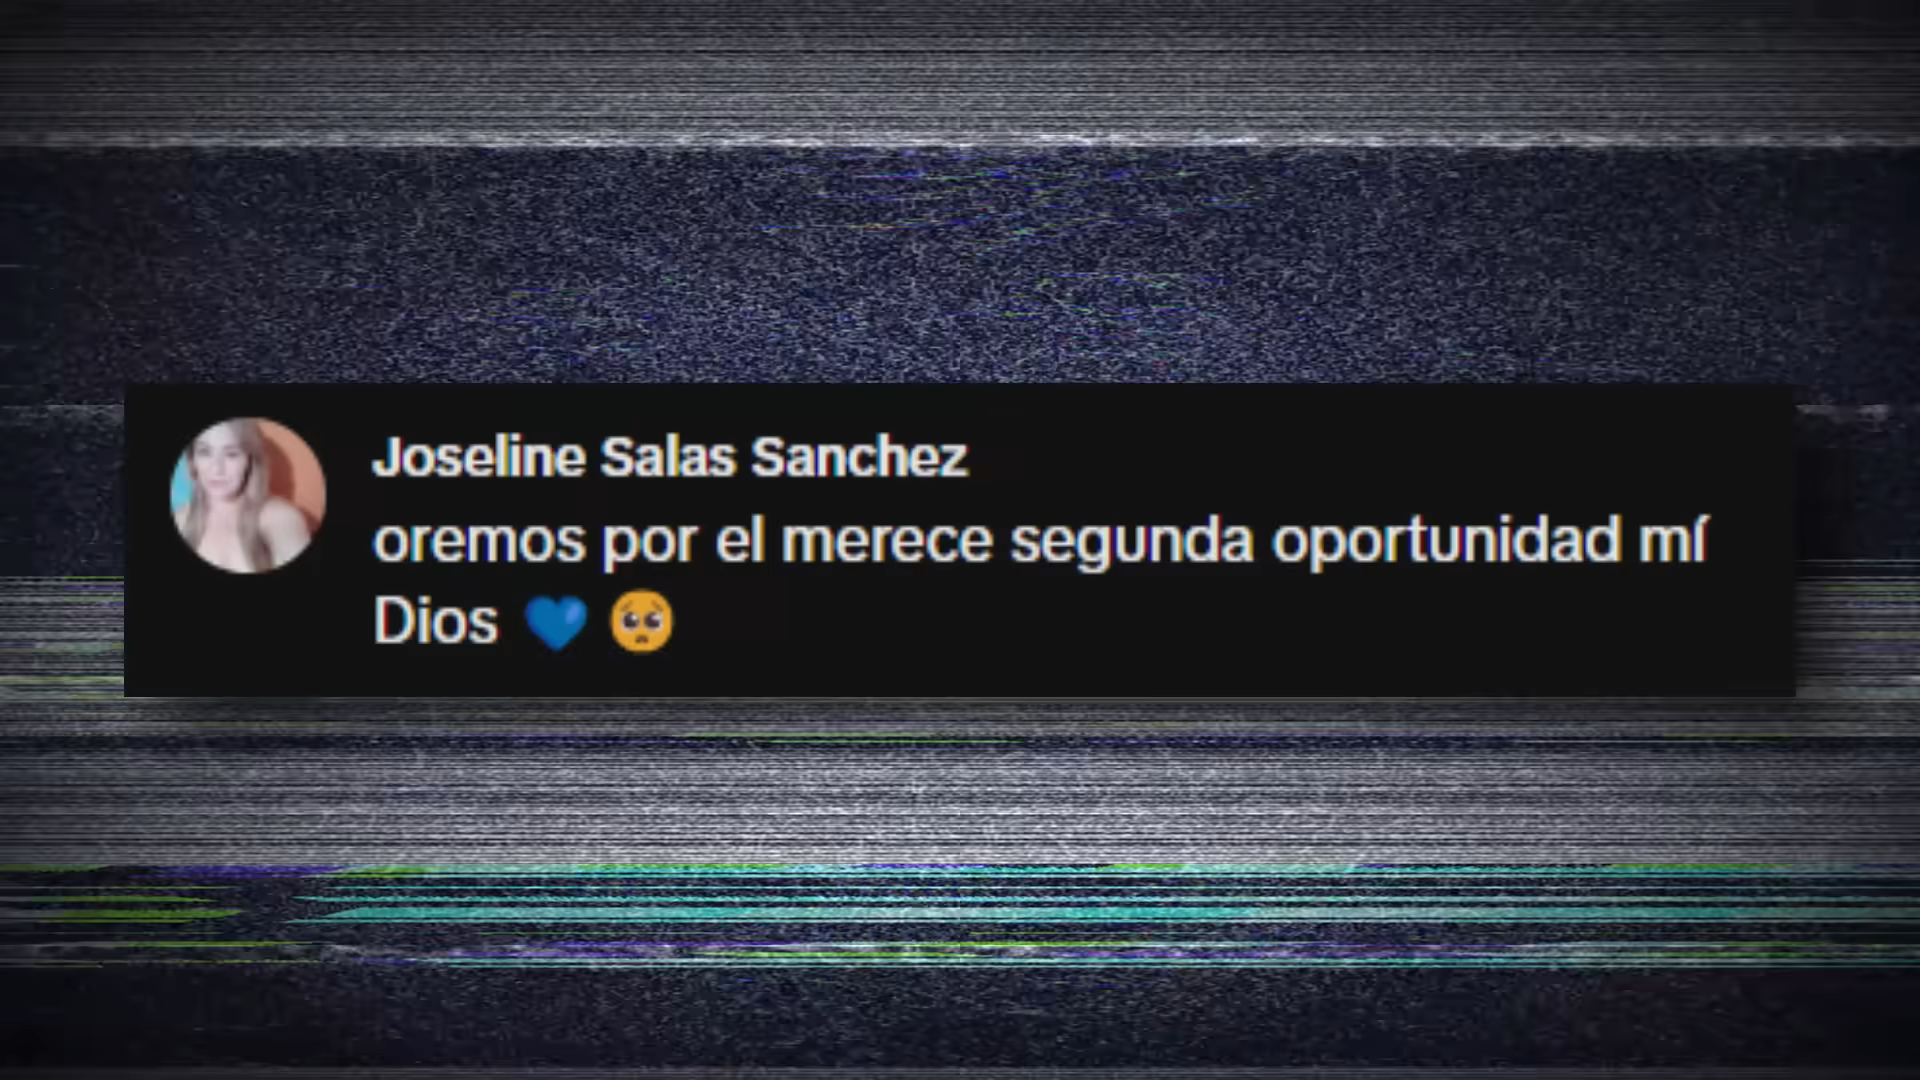 Joseline Salas Sanchez
oremos por el merece segunda oportunidad mí
Dios 💙 🥺